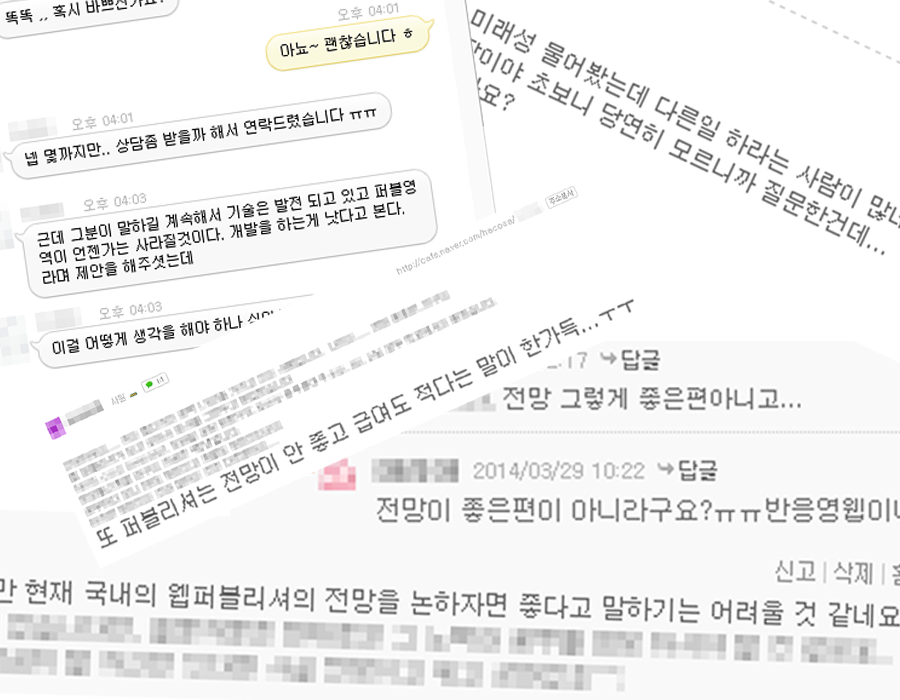 똑똑 ,, 혹시 바쁘신가요?
오후 04:01
아뇨~ 괜찮습니다 ㅎ
오후 04:01
넵 몇까지만.. 상담좀 받을까 해서 연락드렸습니다 ㅠㅠ
오후 04:03
근데 그분이 말하길 계속해서 기술은 발전 되고 있고 퍼블영
역이 언젠가는 사라질것이다. 개발을 하는게 낫다고 본다.
라며 제안을 해주셧는데
오후 04:03
이걸 어떻게 생각을 해야 하나
미래성 물어봤는데 다른일 하라는 사람이 많
초보니 당연히 모르니까 질문한건데...
요?
http://cafe.naver.com/hacosa/
주소복사
사원
1:1
또 퍼블리셔는 전망이 안 좋고 급여도 적다는 말이 한가득...ㅜㅜ
2:17 답글
전망 그렇게 좋은편아니고...
2014/03/29 10:22 답글
전망이 좋은편이 아니라구요?ㅠㅠ반응영웹이
신고 | 삭제 |
만 현재 국내의 웹퍼블리셔의 전망을 논하자면 좋다고 말하기는 어려울 것 같네요